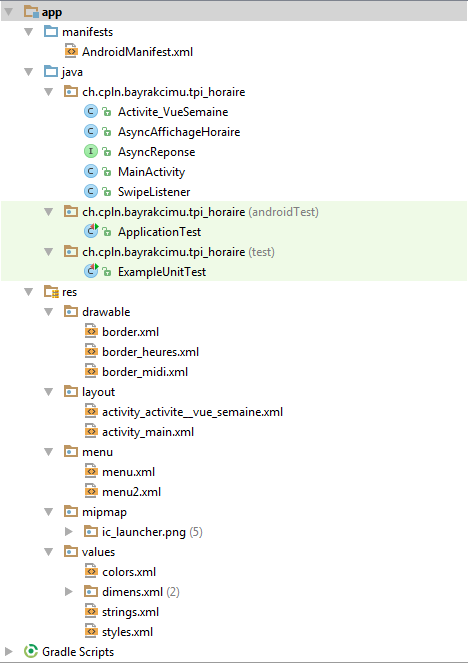 app
manifests
AndroidManifest.xml
java
ch.cpln.bayrakcimu.tpi_horaire
C Activite_VueSemaine
C AsyncAffichageHoraire
I AsyncReponse
C MainActivity
C SwipeListener
ch.cpln.bayrakcimu.tpi_horaire (androidTest)
C ApplicationTest
ch.cpln.bayrakcimu.tpi_horaire (test)
C ExampleUnitTest
res
drawable
border.xml
border_heures.xml
border_midi.xml
layout
activity_activite__vue_semaine.xml
activity_main.xml
menu
menu.xml
menu2.xml
mipmap
ic_launcher.png (5)
values
colors.xml
dimens.xml (2)
strings.xml
styles.xml
Gradle Scripts